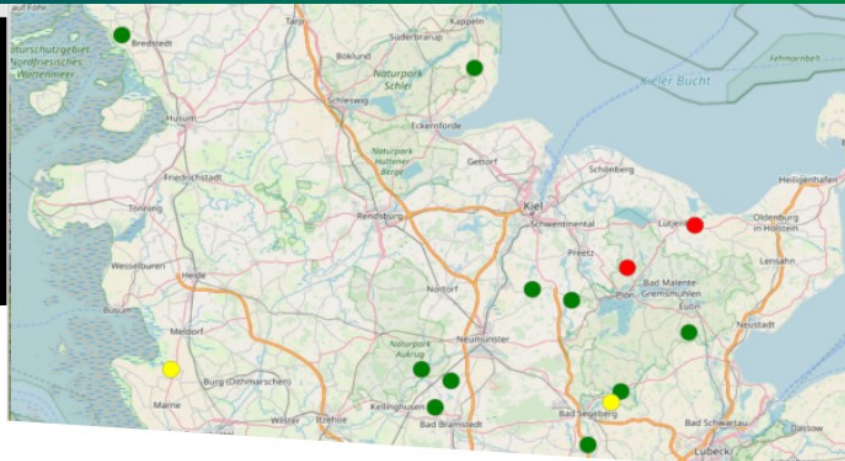 Tarp
Kappeln
Süderbrarup
Bredstedt
Böklund
Naturpark
Schlei
Nordfriesisches
Wattenmeer
Kieler Bucht
Fehmarnbelt
Schleswig
Husum
Eckernförde
Naturpark
Hüttener
Berge
Gettorf
Schönberg
Friedrichstadt
Heiligenhafen
Tönning
Rendsburg
Kiel
Schwentinental
Lütjen
Oldenburg
in Holstein
Preetz
Lensahn
Wesselburen
Heide
Nortorf
Plön
Bad Malente-
Gremsmühlen
Eutin
Büsum
Meldorf
Neumünster
Neustadt
Naturpark
Aukrug
Burg (Dithmarschen)
Marne
Kellinghusen
Bad Segeberg
Itzehoe
Bad Bramstedt
Bad Schwartau
Dassow
Lübeck